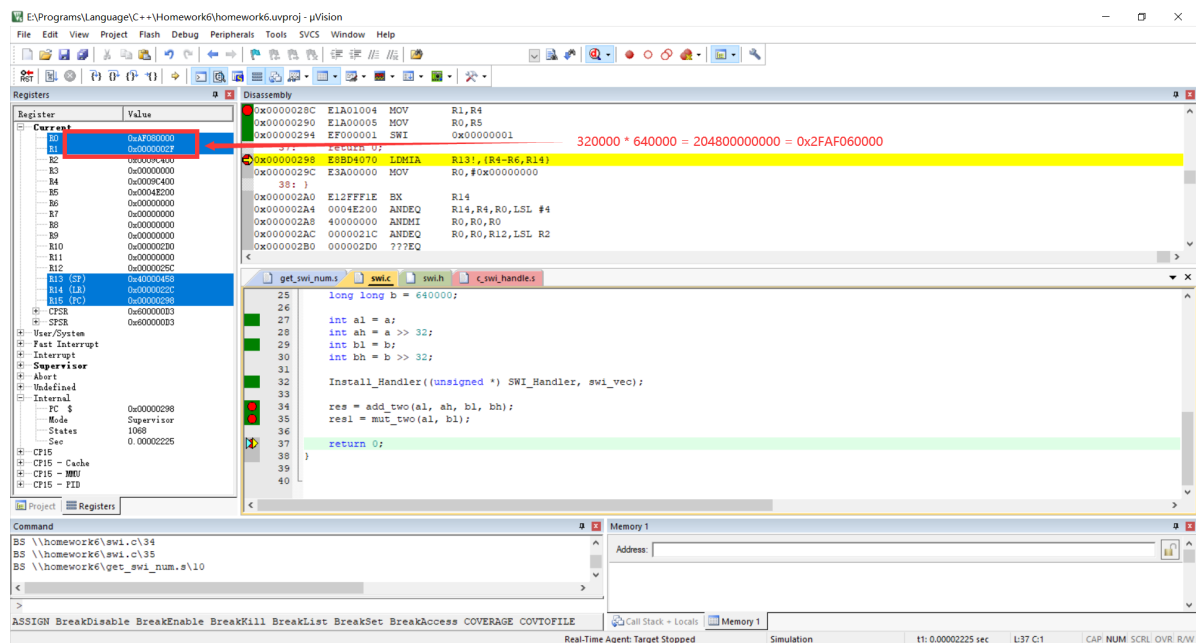 E:\Programs\Language\C++\Homework6\homework6.uvproj - µVision
File Edit View Project Flash Debug Peripherals Tools SVCS Window Help
Registers
Register Value
Current
R0 0xAF080000
R1 0x0000002F
R2 0x0009C400
R3 0x00000000
R4 0x0009C400
R5 0x0004E200
R6 0x00000000
R7 0x00000000
R8 0x00000000
R9 0x00000000
R10 0x000002D0
R11 0x00000000
R12 0x0000025C
R13 (SP) 0x40000458
R14 (LR) 0x0000022C
R15 (PC) 0x00000298
CPSR 0x600000D3
SPSR 0x600000D3
User/System
Fast Interrupt
Interrupt
Supervisor
Abort
Undefined
Internal
PC $ 0x00000298
Mode Supervisor
States 1068
Sec 0.00002225
CP15
CP15 - Cache
CP15 - MMU
CP15 - PID
Project Registers
Disassembly
0x0000028C E1A01004 MOV R1,R4
0x00000290 E1A00005 MOV R0,R5
0x00000294 EF000001 SWI 0x00000001
37: return 0;
0x00000298 E8BD4070 LDMIA R13!,{R4-R6,R14}
0x0000029C E3A00000 MOV R0,#0x00000000
38: }
0x000002A0 E12FFF1E BX R14
0x000002A4 0004E200 ANDEQ R14,R4,R0,LSL #4
0x000002A8 40000000 ANDMI R0,R0,R0
0x000002AC 0000021C ANDEQ R0,R0,R12,LSL R2
0x000002B0 000002D0 ???EQ
320000 * 640000 = 204800000000 = 0x2FAF060000
get_swi_num.s swi.c swi.h c_swi_handle.s
25 long long b = 640000;
26
27 int al = a;
28 int ah = a >> 32;
29 int bl = b;
30 int bh = b >> 32;
31
32 Install_Handler((unsigned *) SWI_Handler, swi_vec);
33
34 res = add_two(al, ah, bl, bh);
35 res1 = mut_two(al, bl);
36
37 return 0;
38 }
39
40
Command
BS \\homework6\swi.c\34
BS \\homework6\swi.c\35
BS \\homework6\get_swi_num.s\10
>
ASSIGN BreakDisable BreakEnable BreakKill BreakList BreakSet BreakAccess COVERAGE COVTOFILE
Memory 1
Address:
Call Stack + Locals Memory 1
Real-Time Agent: Target Stopped Simulation t1: 0.00002225 sec L:37 C:1 CAP NUM SCRL OVR R/W